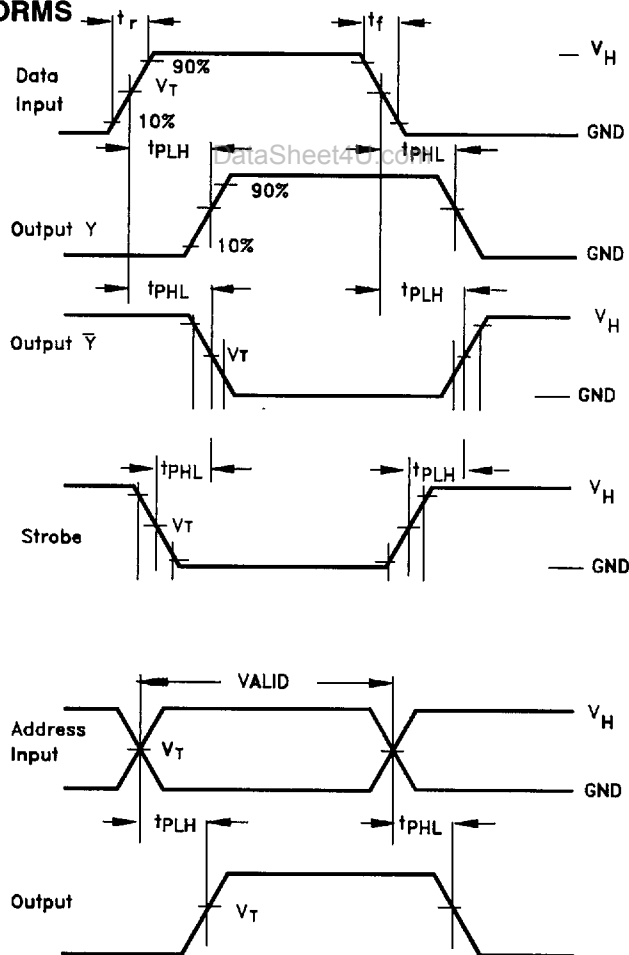 ORMS
tr
tf
VH
Data
Input
90%
VT
10%
GND
tPLH
DataSheet4U.com
tPHL
90%
Output Y
10%
GND
tPHL
tPLH
VH
Output Y̅
VT
GND
tPHL
tPLH
VH
VT
Strobe
GND
VALID
VH
Address
Input
VT
GND
tPLH
tPHL
Output
VT